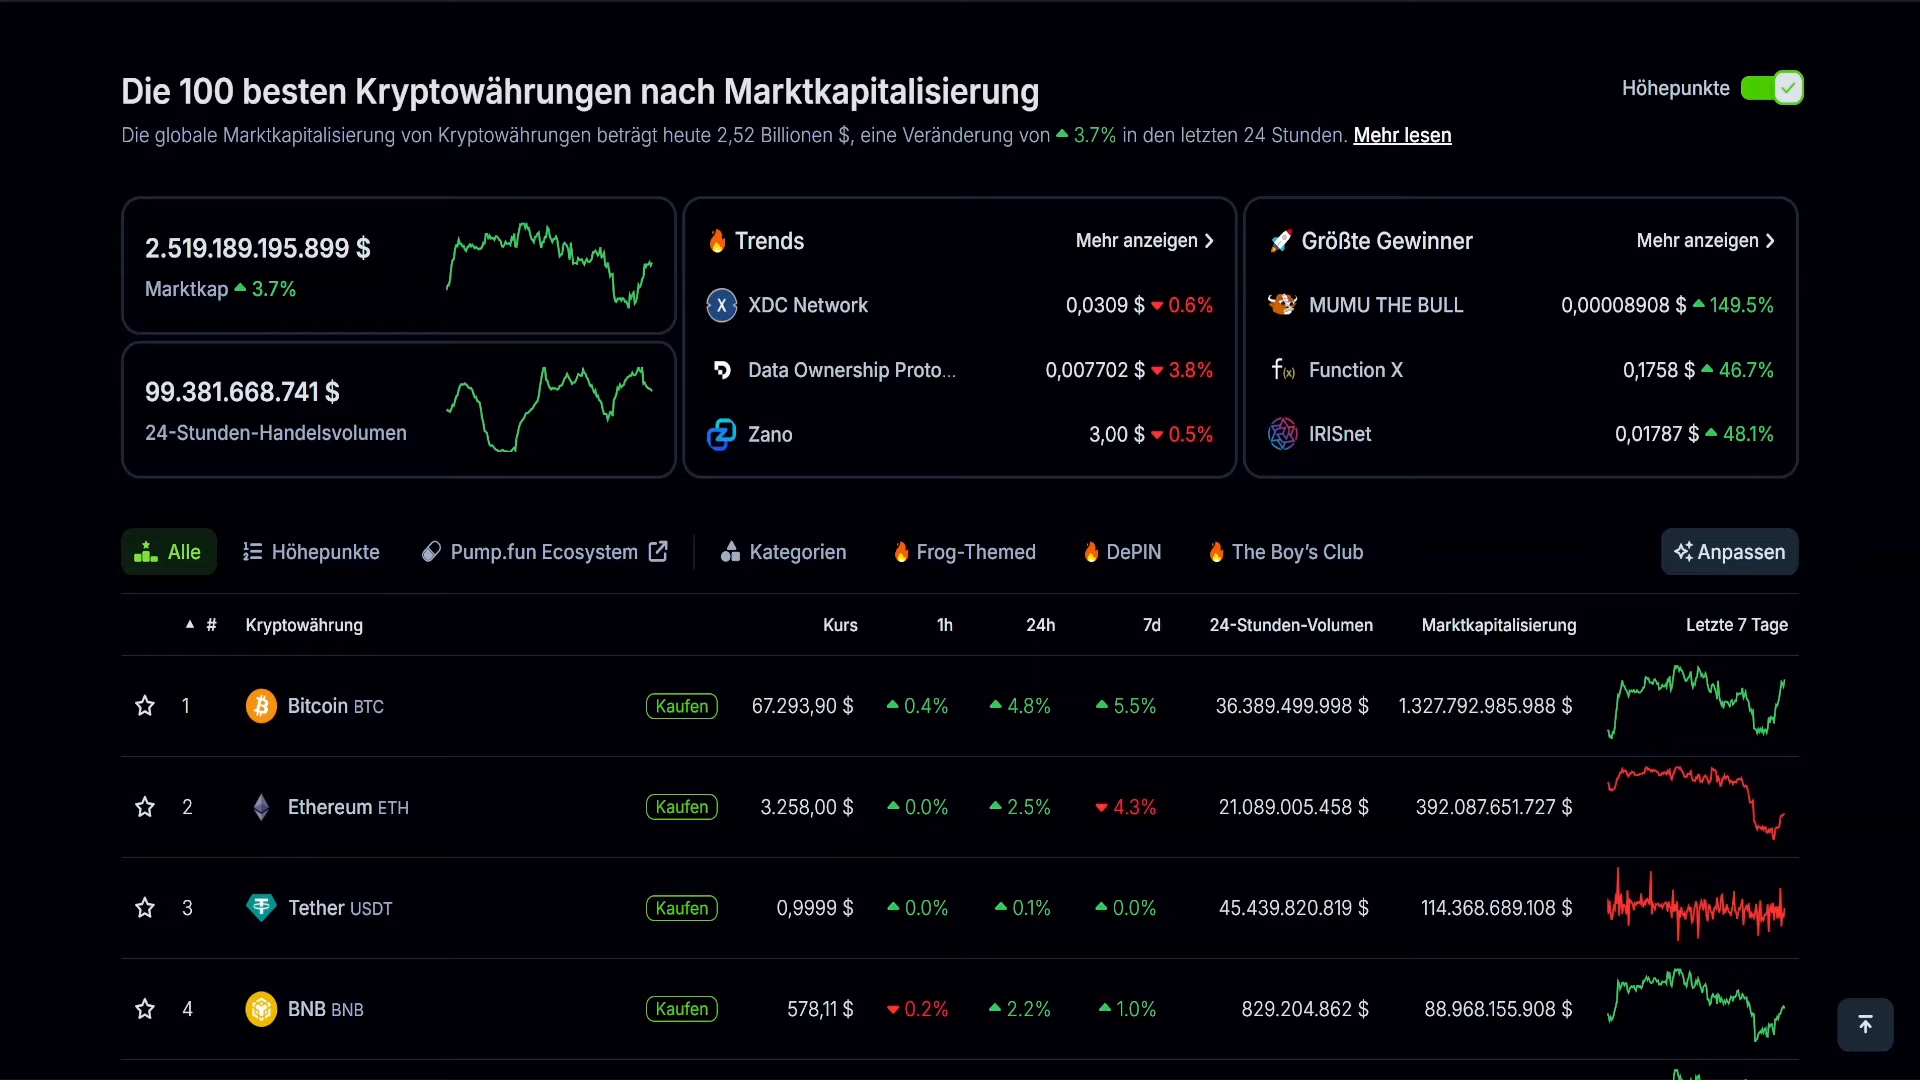 Die 100 besten Kryptowährungen nach Marktkapitalisierung
Höhepunkte
Die globale Marktkapitalisierung von Kryptowährungen beträgt heute 2,52 Billionen $, eine Veränderung von 3.7% in den letzten 24 Stunden. Mehr lesen
2.519.189.195.899 $
Marktkap 3.7%
99.381.668.741 $
24-Stunden-Handelsvolumen
Trends Mehr anzeigen
XDC Network 0,0309 $ 0.6%
Data Ownership Proto... 0,007702 $ 3.8%
Zano 3,00 $ 0.5%
Größte Gewinner Mehr anzeigen
MUMU THE BULL 0,00008908 $ 149.5%
Function X 0,1758 $ 46.7%
IRISnet 0,01787 $ 48.1%
Alle Höhepunkte Pump.fun Ecosystem Kategorien Frog-Themed DePIN The Boy's Club Anpassen
# Kryptowährung Kurs 1h 24h 7d 24-Stunden-Volumen Marktkapitalisierung Letzte 7 Tage
1 Bitcoin BTC Kaufen 67.293,90 $ 0.4% 4.8% 5.5% 36.389.499.998 $ 1.327.792.985.988 $
2 Ethereum ETH Kaufen 3.258,00 $ 0.0% 2.5% 4.3% 21.089.005.458 $ 392.087.651.727 $
3 Tether USDT Kaufen 0,9999 $ 0.0% 0.1% 0.0% 45.439.820.819 $ 114.368.689.108 $
4 BNB BNB Kaufen 578,11 $ 0.2% 2.2% 1.0% 829.204.862 $ 88.968.155.908 $